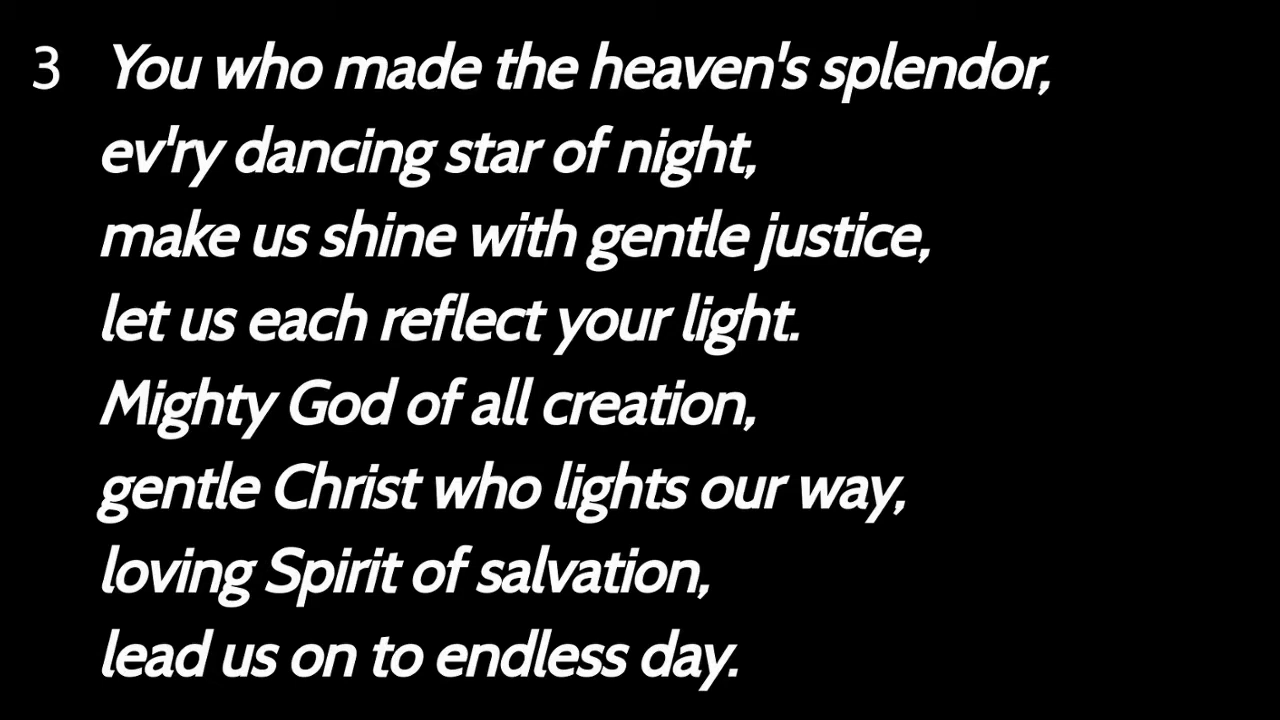 3 You who made the heaven's splendor,
ev'ry dancing star of night,
make us shine with gentle justice,
let us each reflect your light.
Mighty God of all creation,
gentle Christ who lights our way,
loving Spirit of salvation,
lead us on to endless day.